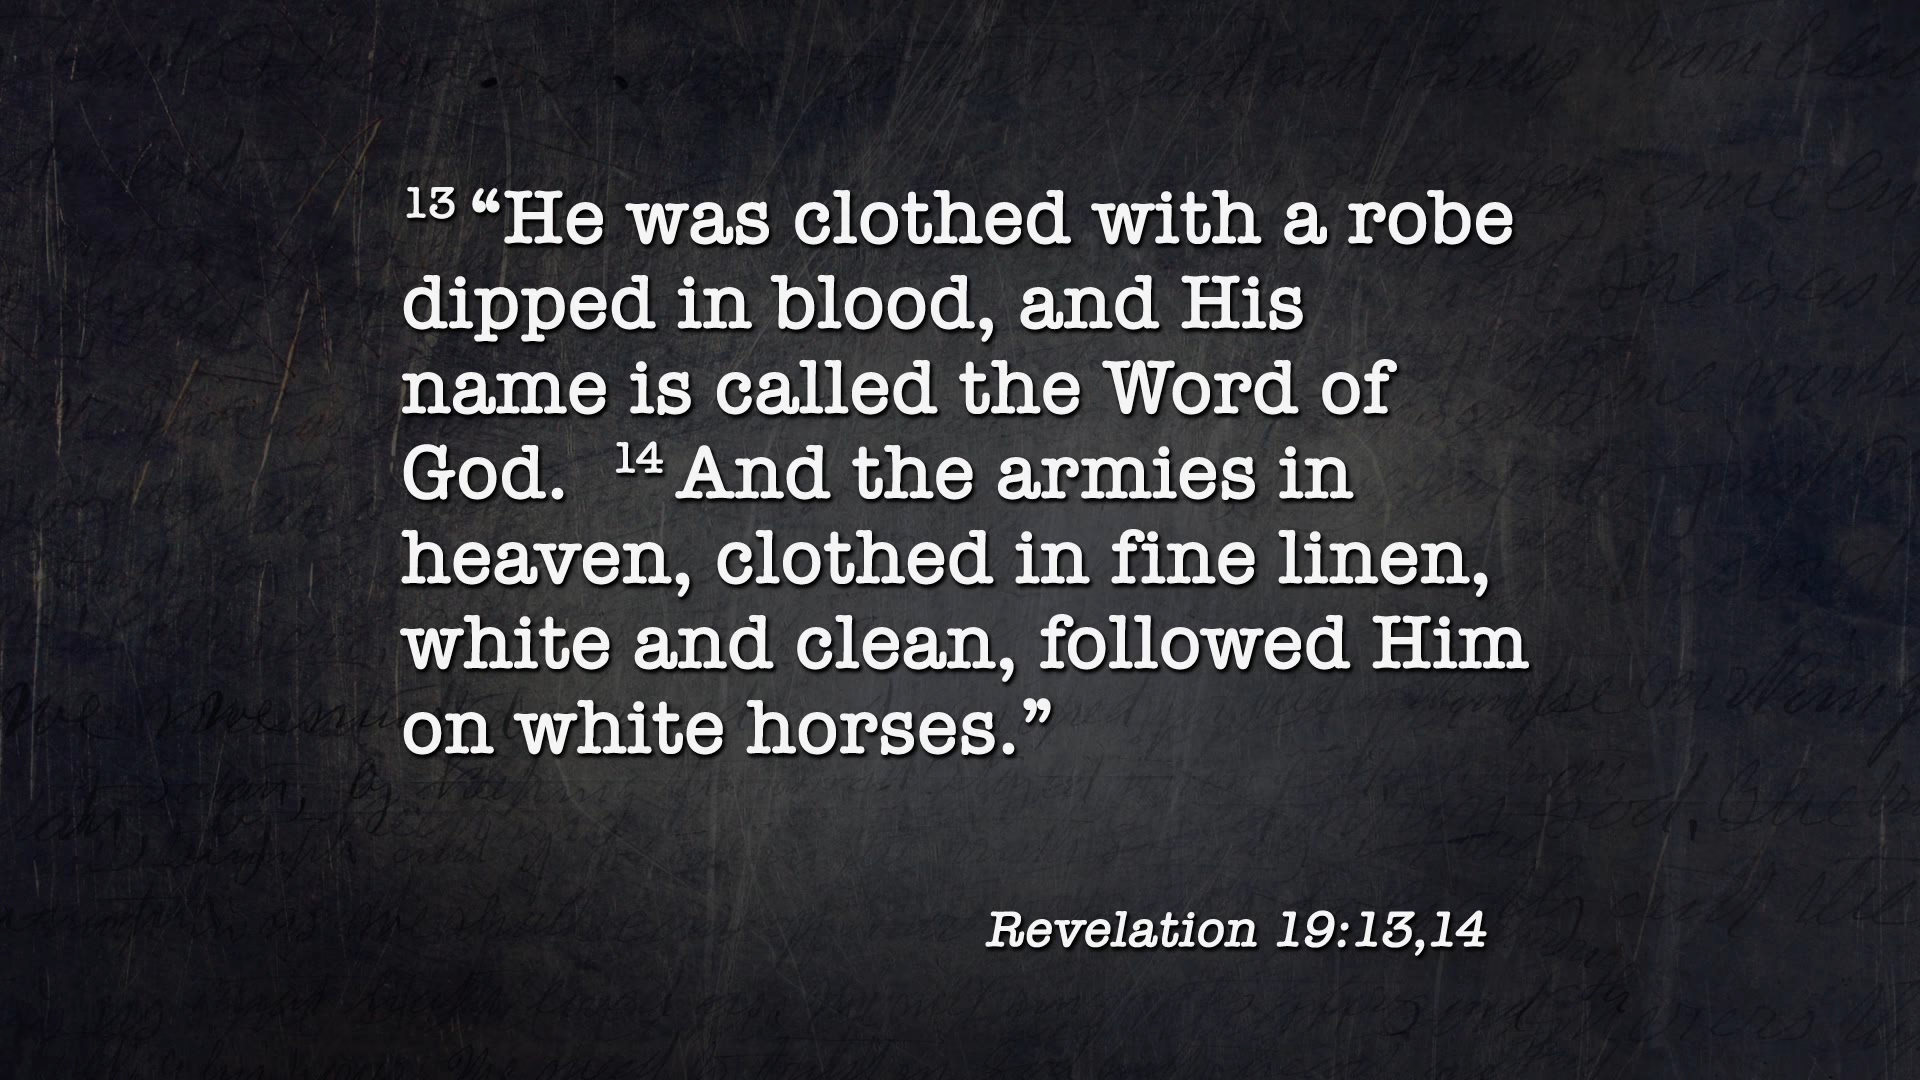 13 “He was clothed with a robe
dipped in blood, and His
name is called the Word of
God. 14 And the armies in
heaven, clothed in fine linen,
white and clean, followed Him
on white horses.”
Revelation 19:13,14